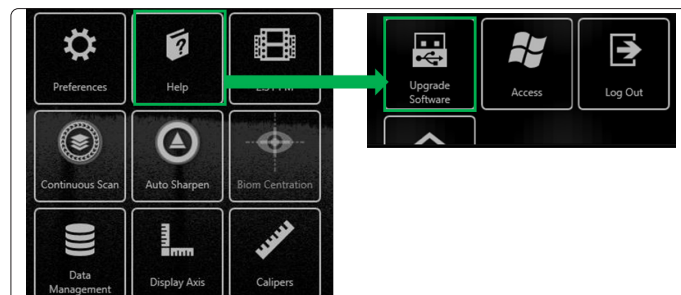 Preferences
Help
Upgrade
Software
Access
Log Out
Continuous Scan
Auto Sharpen
Biom Centration
Data
Management
Display Axis
Calipers